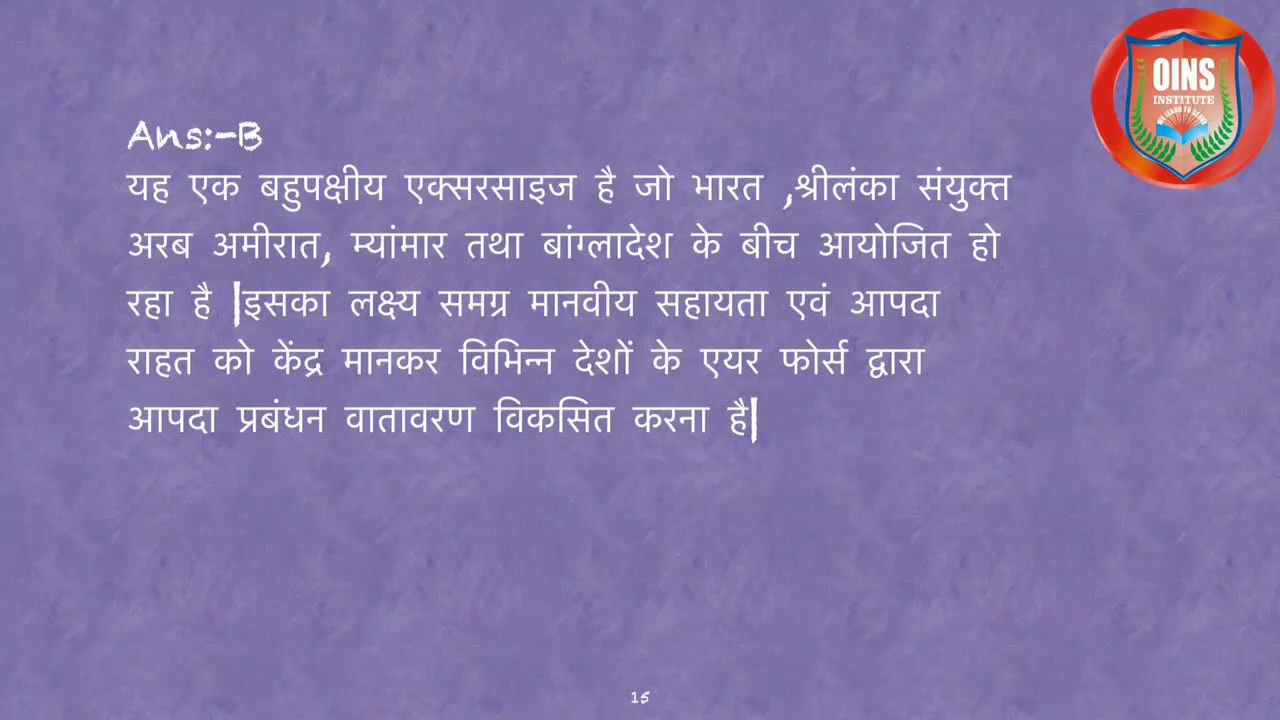 OINS
INSTITUTE
Ans:-B
यह एक बहुपक्षीय एक्सरसाइज है जो भारत ,श्रीलंका संयुक्त
अरब अमीरात, म्यांमार तथा बांग्लादेश के बीच आयोजित हो
रहा है |इसका लक्ष्य समग्र मानवीय सहायता एवं आपदा
राहत को केंद्र मानकर विभिन्न देशों के एयर फोर्स द्वारा
आपदा प्रबंधन वातावरण विकसित करना है|
15